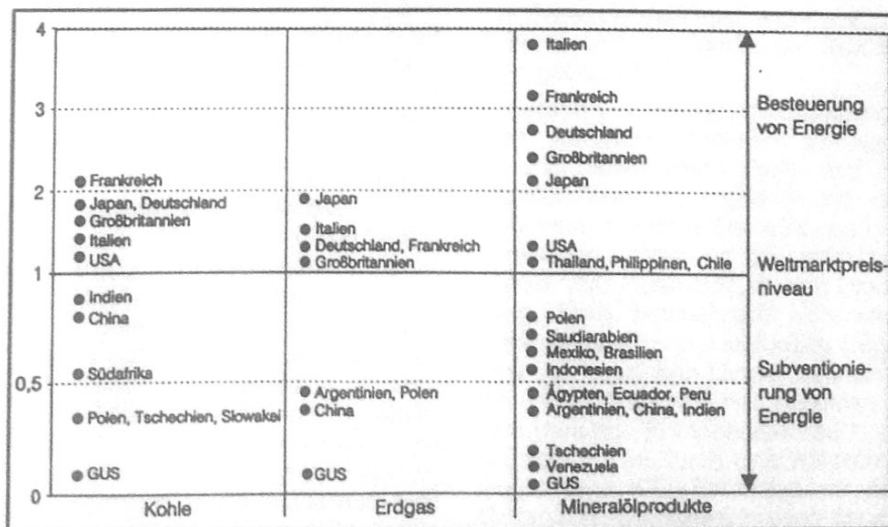 4
3
2
1
0,5
0
Frankreich
Japan, Deutschland
Großbritannien
Italien
USA
Indien
China
Südafrika
Polen, Tschechien, Slowakei
GUS
Kohle
Japan
Italien
Deutschland, Frankreich
Großbritannien
Argentinien, Polen
China
GUS
Erdgas
Italien
Frankreich
Deutschland
Großbritannien
Japan
USA
Thailand, Philippinen, Chile
Polen
Saudiarabien
Mexiko, Brasilien
Indonesien
Ägypten, Ecuador, Peru
Argentinien, China, Indien
Tschechien
Venezuela
GUS
Mineralölprodukte
Besteuerung
von Energie
Weltmarktpreis-
niveau
Subventionie-
rung von
Energie